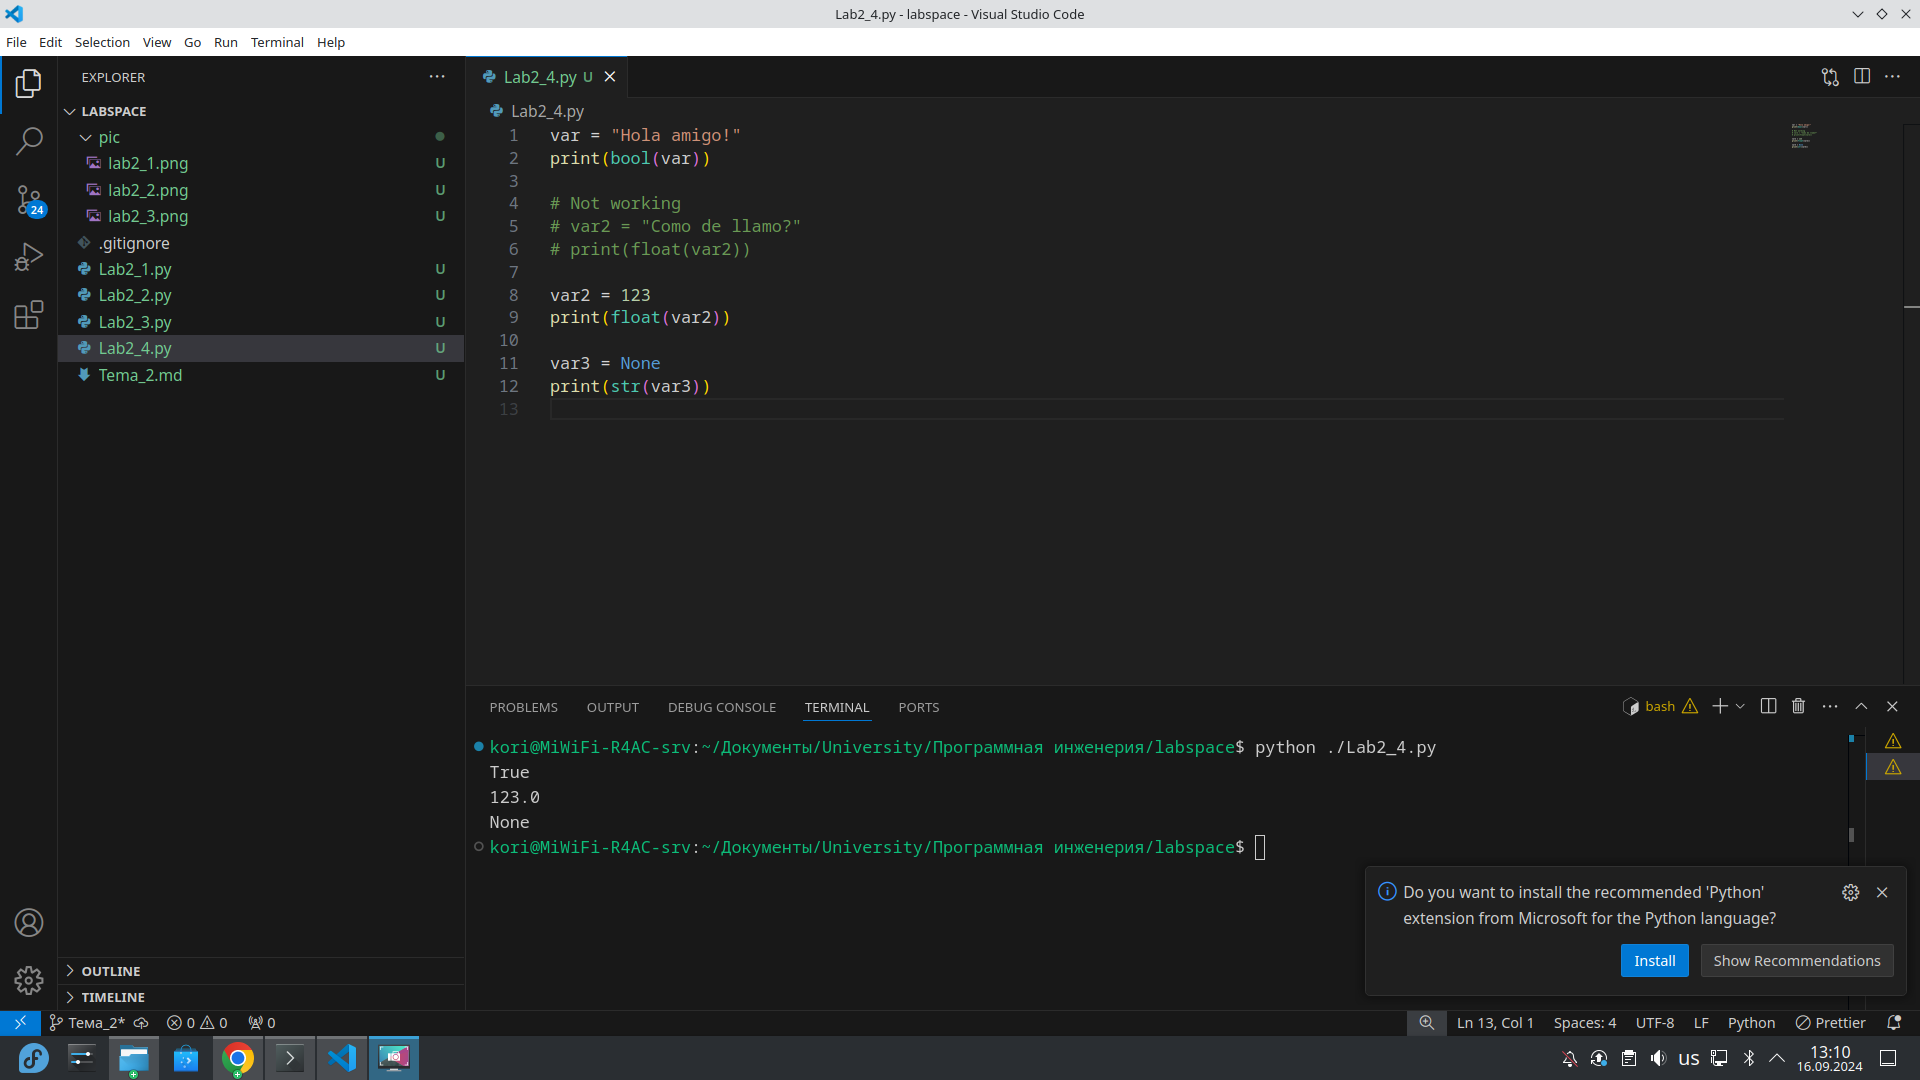 Lab2_4.py - labspace - Visual Studio Code
File Edit Selection View Go Run Terminal Help
EXPLORER
LABSPACE
pic
lab2_1.png U
lab2_2.png U
lab2_3.png U
.gitignore
Lab2_1.py U
Lab2_2.py U
Lab2_3.py U
Lab2_4.py U
Tema_2.md U
24
OUTLINE
TIMELINE
Lab2_4.py U
Lab2_4.py
1 var = "Hola amigo!"
2 print(bool(var))
3
4 # Not working
5 # var2 = "Como de llamo?"
6 # print(float(var2))
7
8 var2 = 123
9 print(float(var2))
10
11 var3 = None
12 print(str(var3))
13
PROBLEMS OUTPUT DEBUG CONSOLE TERMINAL PORTS
bash
kori@MiWiFi-R4AC-srv:~/Документы/University/Программная инженерия/labspace$ python ./Lab2_4.py
True
123.0
None
kori@MiWiFi-R4AC-srv:~/Документы/University/Программная инженерия/labspace$
Do you want to install the recommended 'Python'
extension from Microsoft for the Python language?
Install Show Recommendations
Тема_2* 0 0 0 Ln 13, Col 1 Spaces: 4 UTF-8 LF Python Prettier
us 13:10
16.09.2024